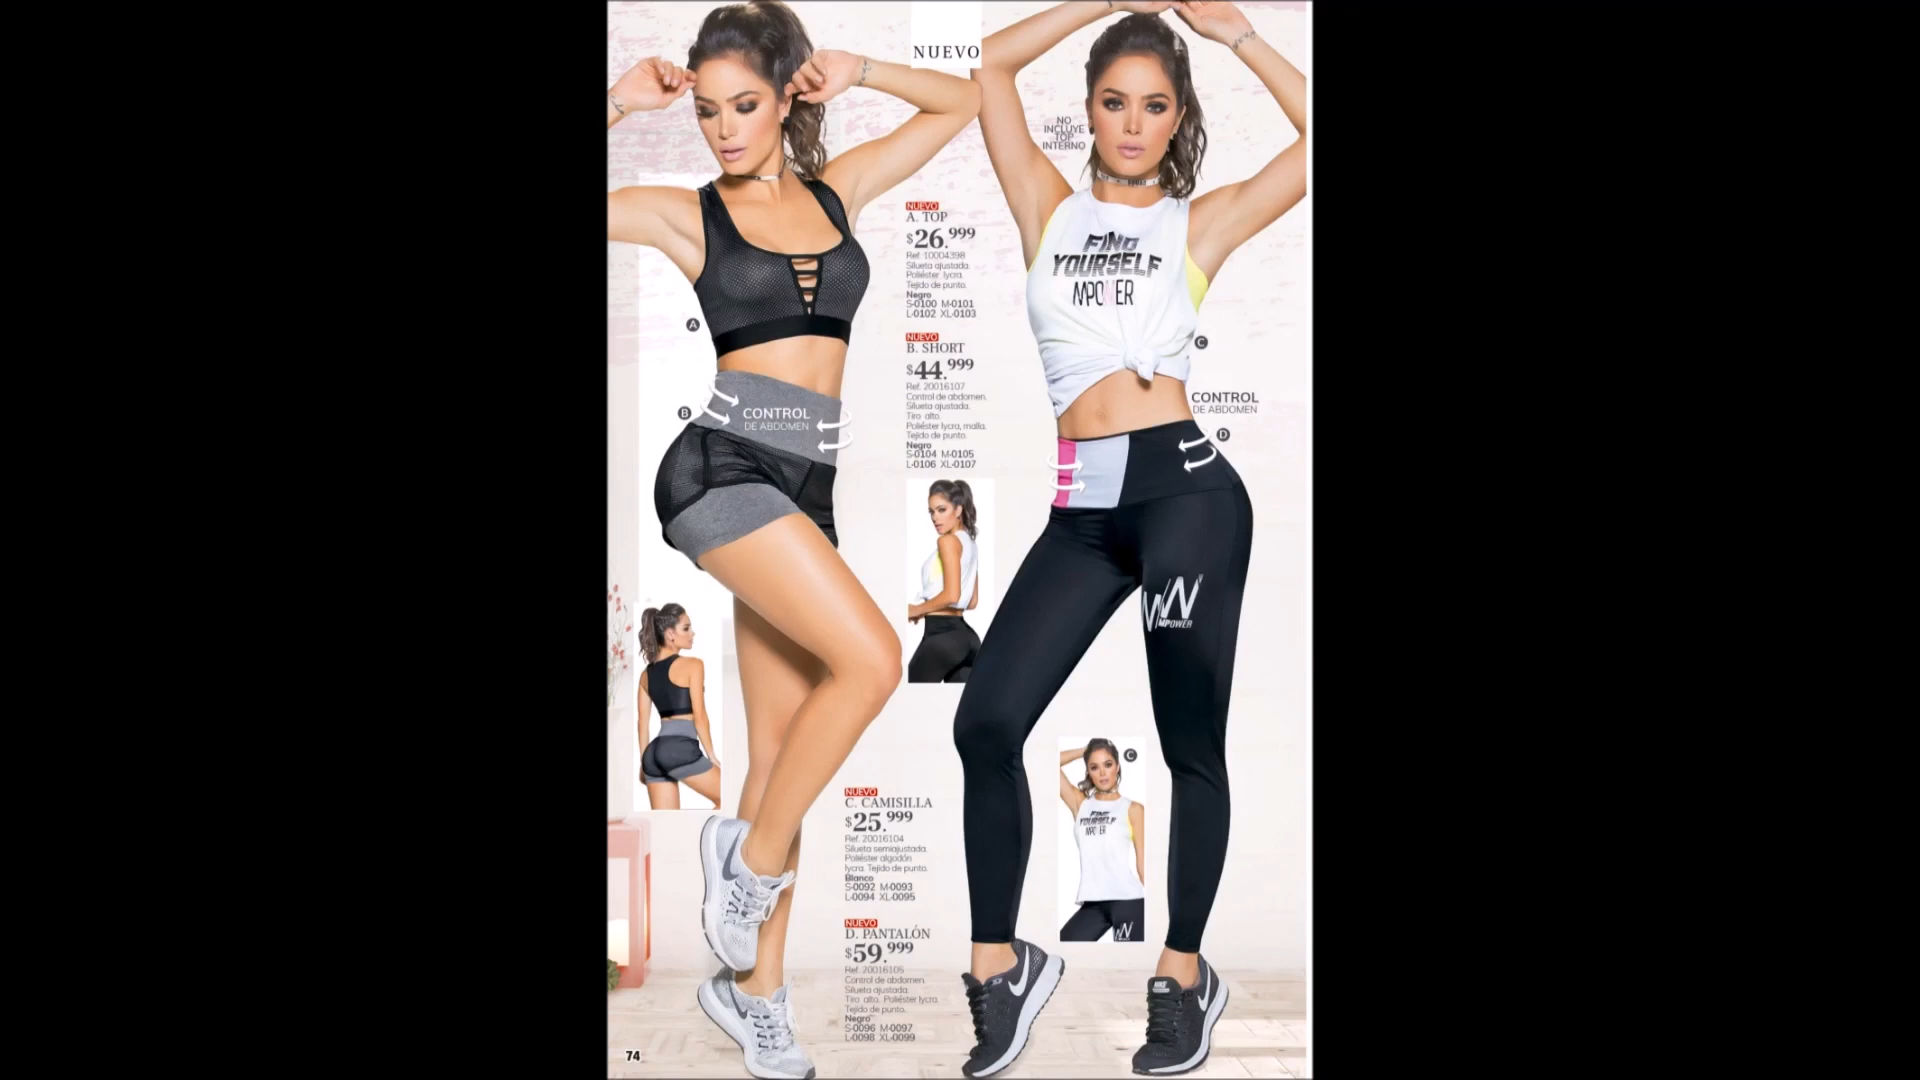 NUEVO
NO
INCLUYE
TOP
INTERNO
NUEVO
A. TOP
$26.999
Ref. 10004398
Silueta ajustada.
Poliéster lycra.
Tejido de punto.
Negro
S-0100 M-0101
L-0102 XL-0103
A
NUEVO
B. SHORT
$44.999
Ref. 20016107
Control de abdomen.
Silueta ajustada.
Tiro alto.
Poliéster lycra, malla.
Tejido de punto.
Negro
S-0104 M-0105
L-0106 XL-0107
B
CONTROL
DE ABDOMEN
FIND
YOURSELF
MPOWER
C
CONTROL
DE ABDOMEN
D
MPOWER
C
FIND
YOURSELF
NUEVO
C. CAMISILLA
$25.999
Ref. 20016104
Silueta semiajustada.
Poliéster algodón
lycra. Tejido de punto.
Blanco
S-0092 M-0093
L-0094 XL-0095
NUEVO
D. PANTALÓN
$59.999
Ref. 20016105
Control de abdomen.
Silueta ajustada.
Tiro alto. Poliéster lycra.
Tejido de punto.
Negro
S-0096 M-0097
L-0098 XL-0099
NIKE
74